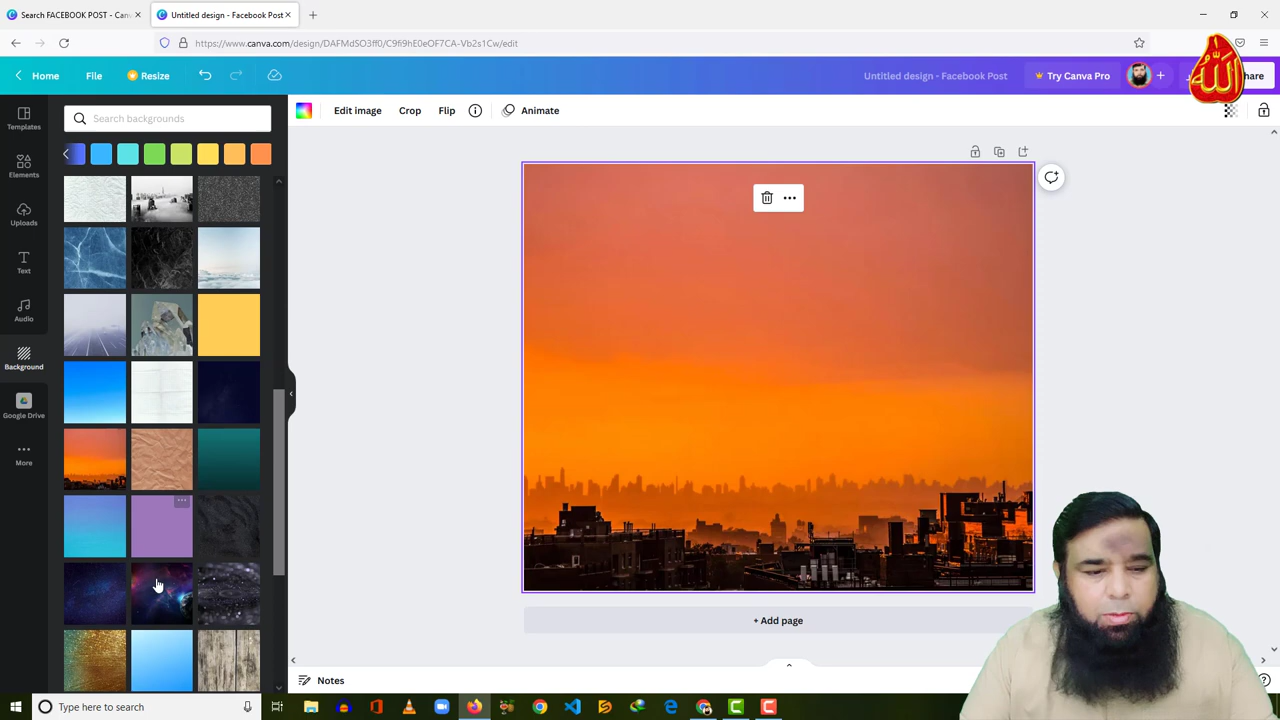 Search FACEBOOK POST - Can
Untitled design - Facebook Post
https://www.canva.com/design/DAFMdSO3ff0/C9fi9hE0eOF7CA-Vb2s1Cw/edit
Home
File
Resize
Untitled design - Facebook Post
Try Canva Pro
hare
الله
Templates
Search backgrounds
Edit image
Crop
Flip
Animate
Elements
Uploads
Text
Audio
Background
Google Drive
More
+ Add page
Notes
Type here to search